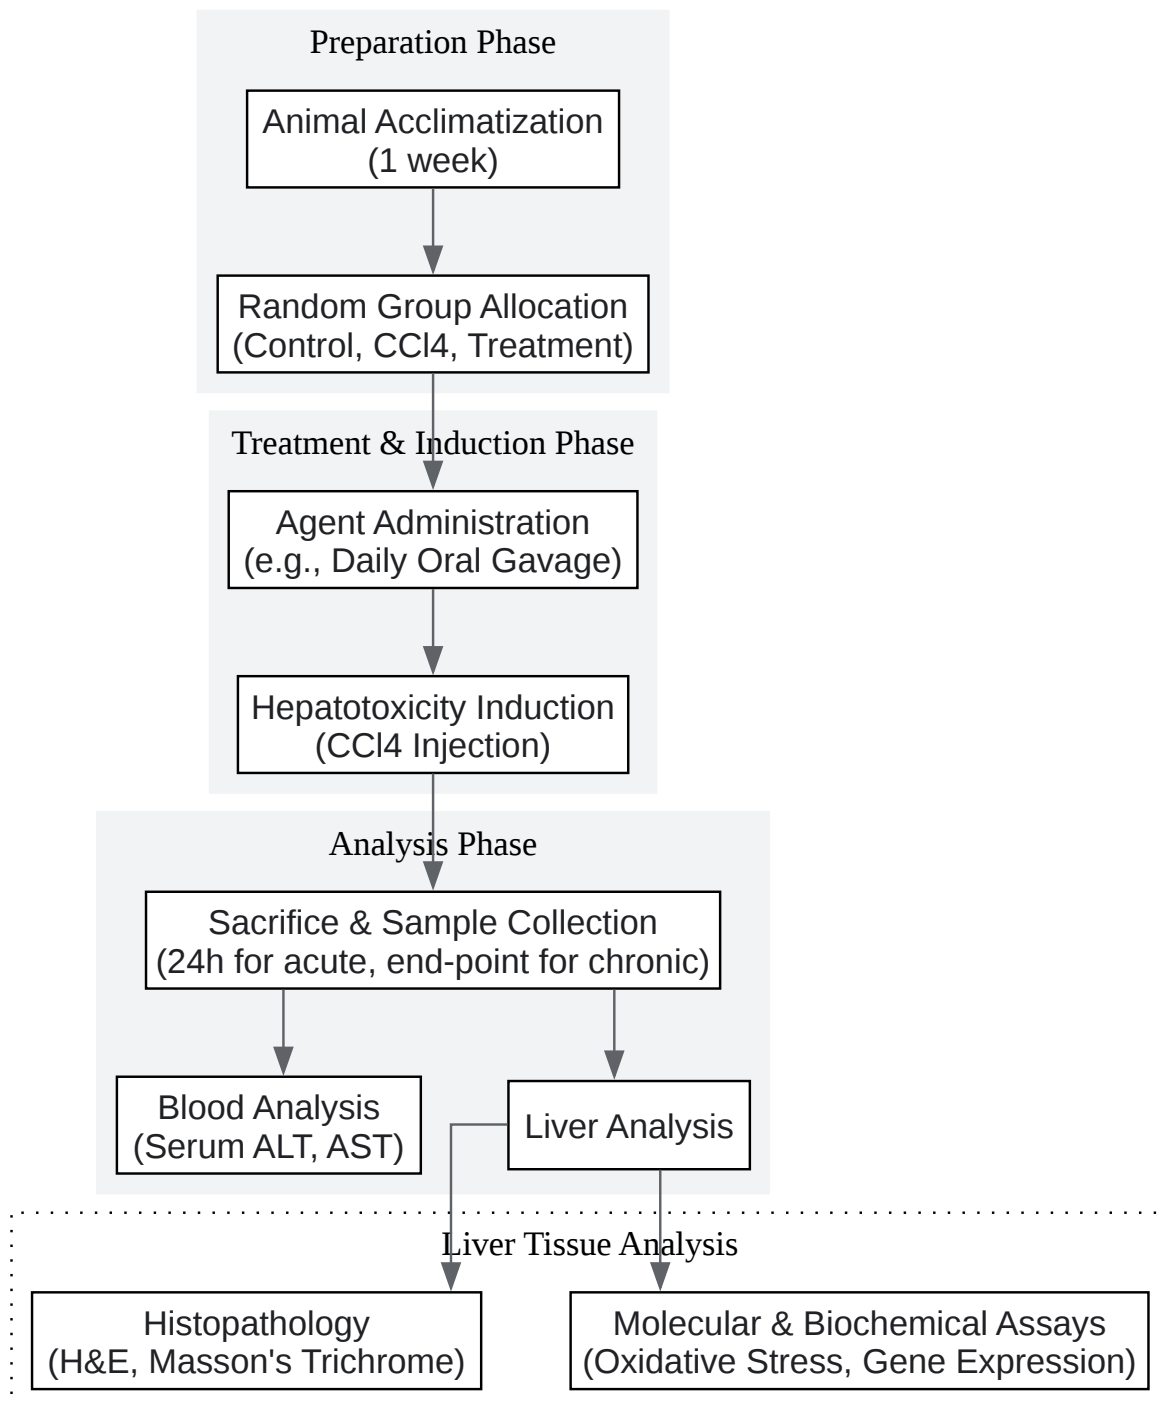 Preparation Phase
Animal Acclimatization
(1 week)
Random Group Allocation
(Control, CCl4, Treatment)
Treatment & Induction Phase
Agent Administration
(e.g., Daily Oral Gavage)
Hepatotoxicity Induction
(CCl4 Injection)
Analysis Phase
Sacrifice & Sample Collection
(24h for acute, end-point for chronic)
Blood Analysis
(Serum ALT, AST)
Liver Analysis
Liver Tissue Analysis
Histopathology
(H&E, Masson's Trichrome)
Molecular & Biochemical Assays
(Oxidative Stress, Gene Expression)